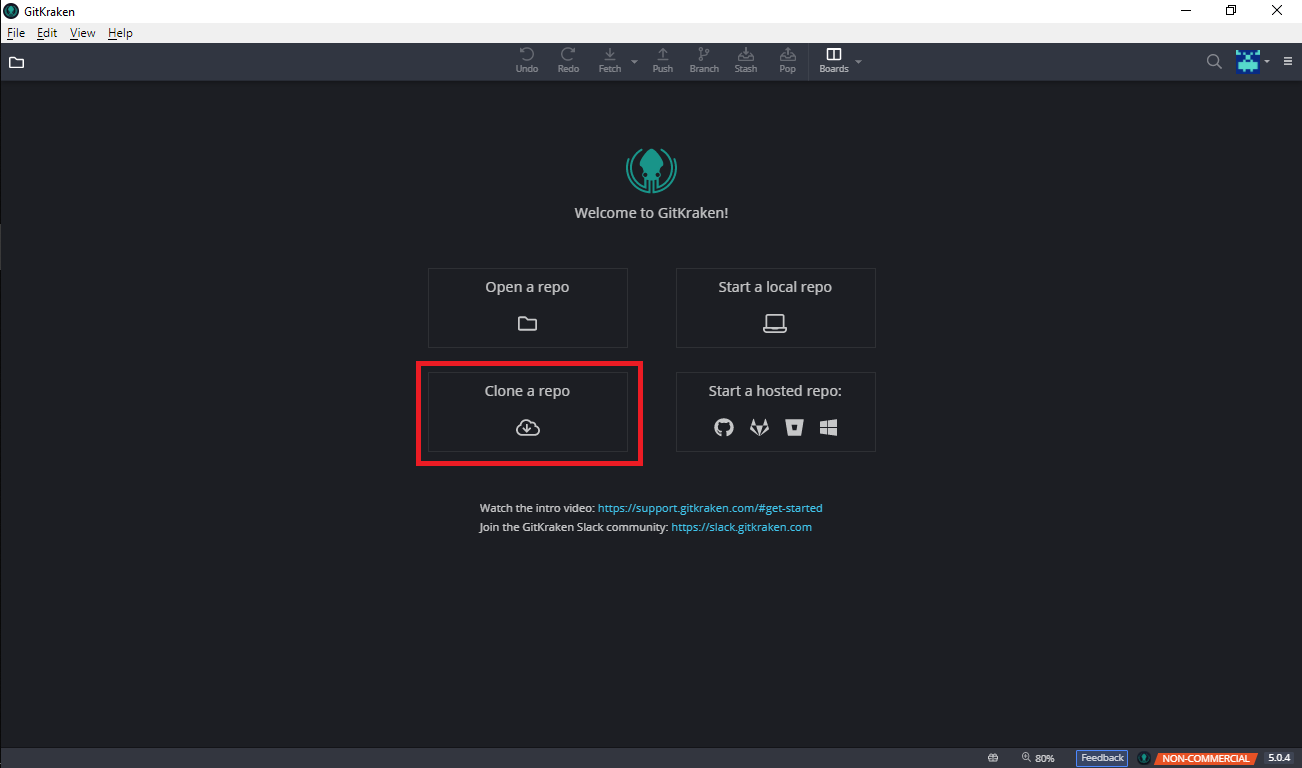 GitKraken
File Edit View Help
Undo Redo Fetch Push Branch Stash Pop Boards
Welcome to GitKraken!
Open a repo
Start a local repo
Clone a repo
Start a hosted repo:
Watch the intro video: https://support.gitkraken.com/#get-started
Join the GitKraken Slack community: https://slack.gitkraken.com
80% Feedback NON-COMMERCIAL 5.0.4